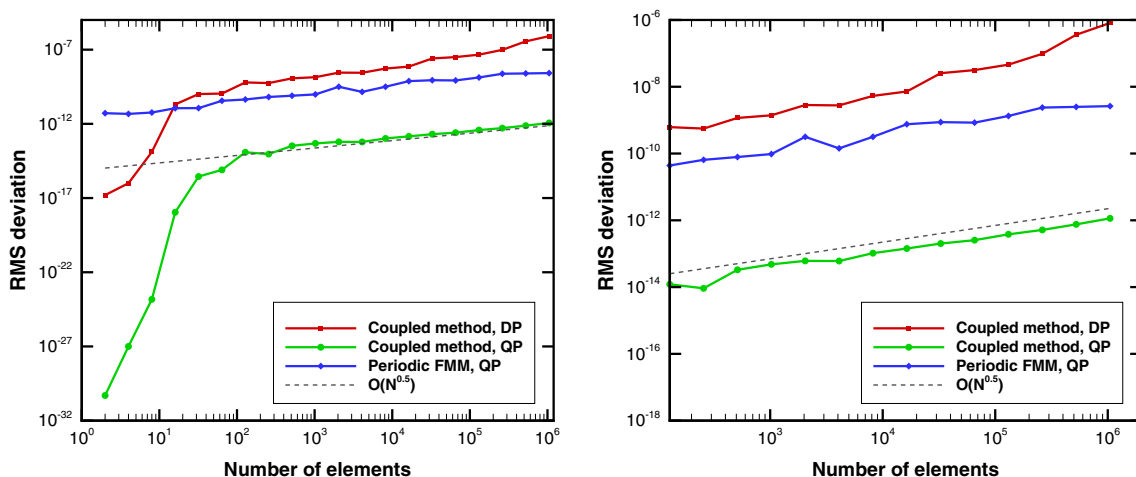 RMS deviation
10^-7
10^-12
10^-17
10^-22
10^-27
10^-32
Coupled method, DP
Coupled method, QP
Periodic FMM, QP
O(N^0.5)
10^0 10^1 10^2 10^3 10^4 10^5 10^6
Number of elements
RMS deviation
10^-6
10^-8
10^-10
10^-12
10^-14
10^-16
10^-18
Coupled method, DP
Coupled method, QP
Periodic FMM, QP
O(N^0.5)
10^3 10^4 10^5 10^6
Number of elements